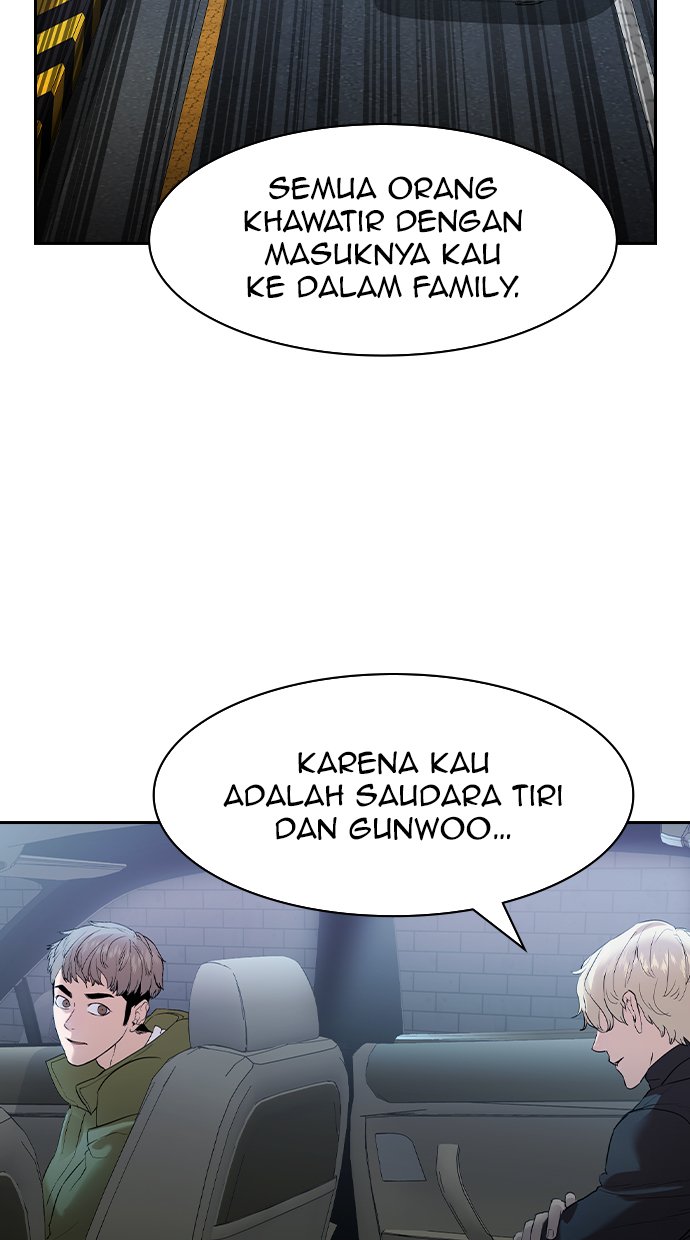 SEMUA ORANG
KHAWATIR DENGAN
MASUKNYA KAU
KE DALAM FAMILY.
KARENA KAU
ADALAH SAUDARA TIRI
DAN GUNWOO...